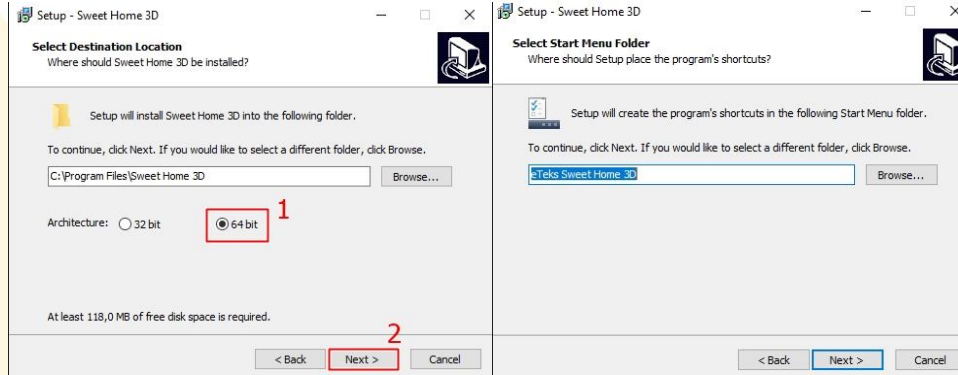 Setup - Sweet Home 3D
Select Destination Location
Where should Sweet Home 3D be installed?
Setup will install Sweet Home 3D into the following folder.
To continue, click Next. If you would like to select a different folder, click Browse.
C:\Program Files\Sweet Home 3D
Browse...
Architecture: 32 bit 64 bit
1
At least 118,0 MB of free disk space is required.
2
< Back Next > Cancel
Setup - Sweet Home 3D
Select Start Menu Folder
Where should Setup place the program's shortcuts?
Setup will create the program's shortcuts in the following Start Menu folder.
To continue, click Next. If you would like to select a different folder, click Browse.
eTeks Sweet Home 3D
Browse...
< Back Next > Cancel